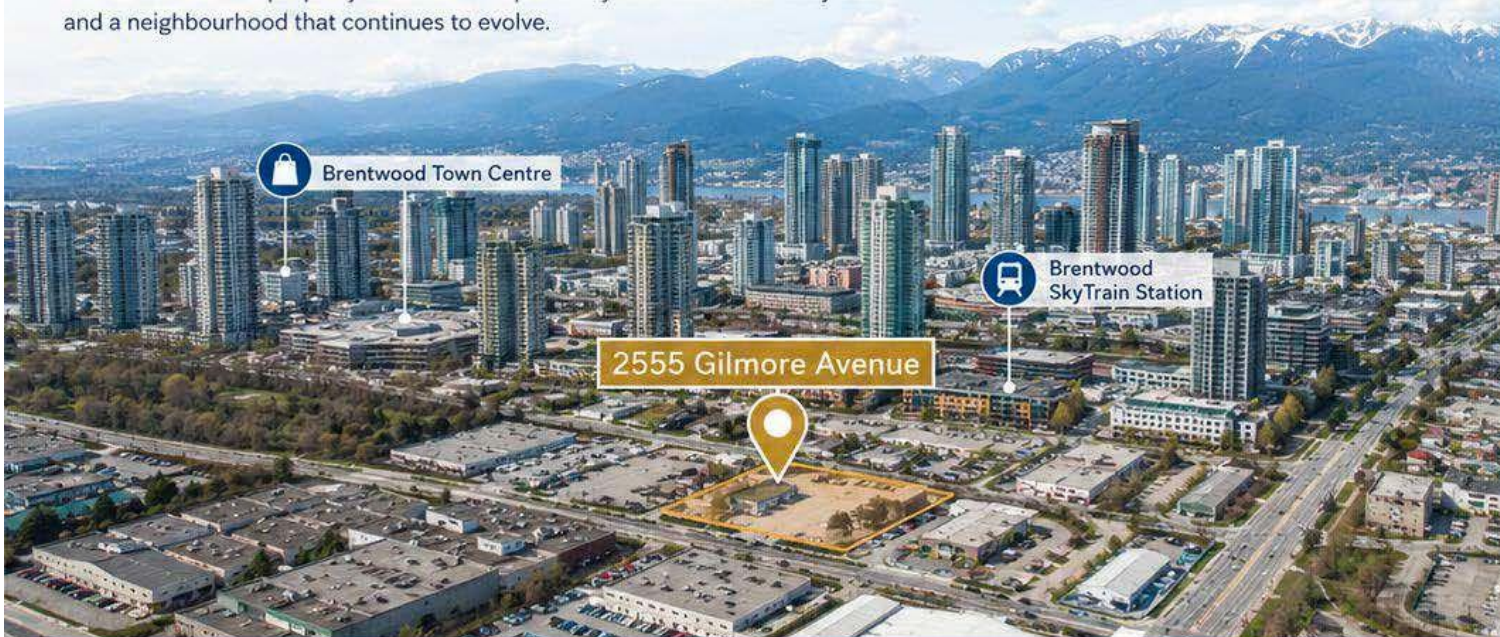 and a neighbourhood that continues to evolve.
Brentwood Town Centre
Brentwood
SkyTrain Station
2555 Gilmore Avenue